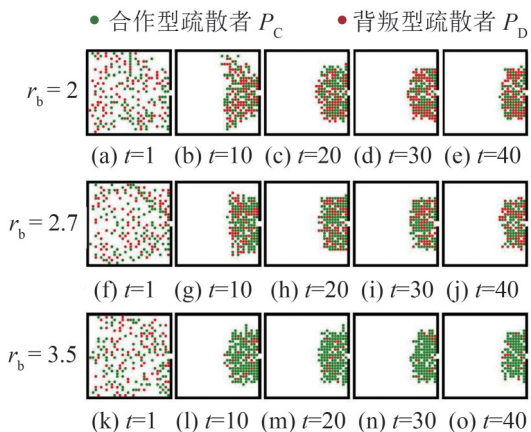 合作型疏散者 P_C 背叛型疏散者 P_D
r_b = 2
(a) t=1 (b) t=10 (c) t=20 (d) t=30 (e) t=40
r_b = 2.7
(f) t=1 (g) t=10 (h) t=20 (i) t=30 (j) t=40
r_b = 3.5
(k) t=1 (l) t=10 (m) t=20 (n) t=30 (o) t=40